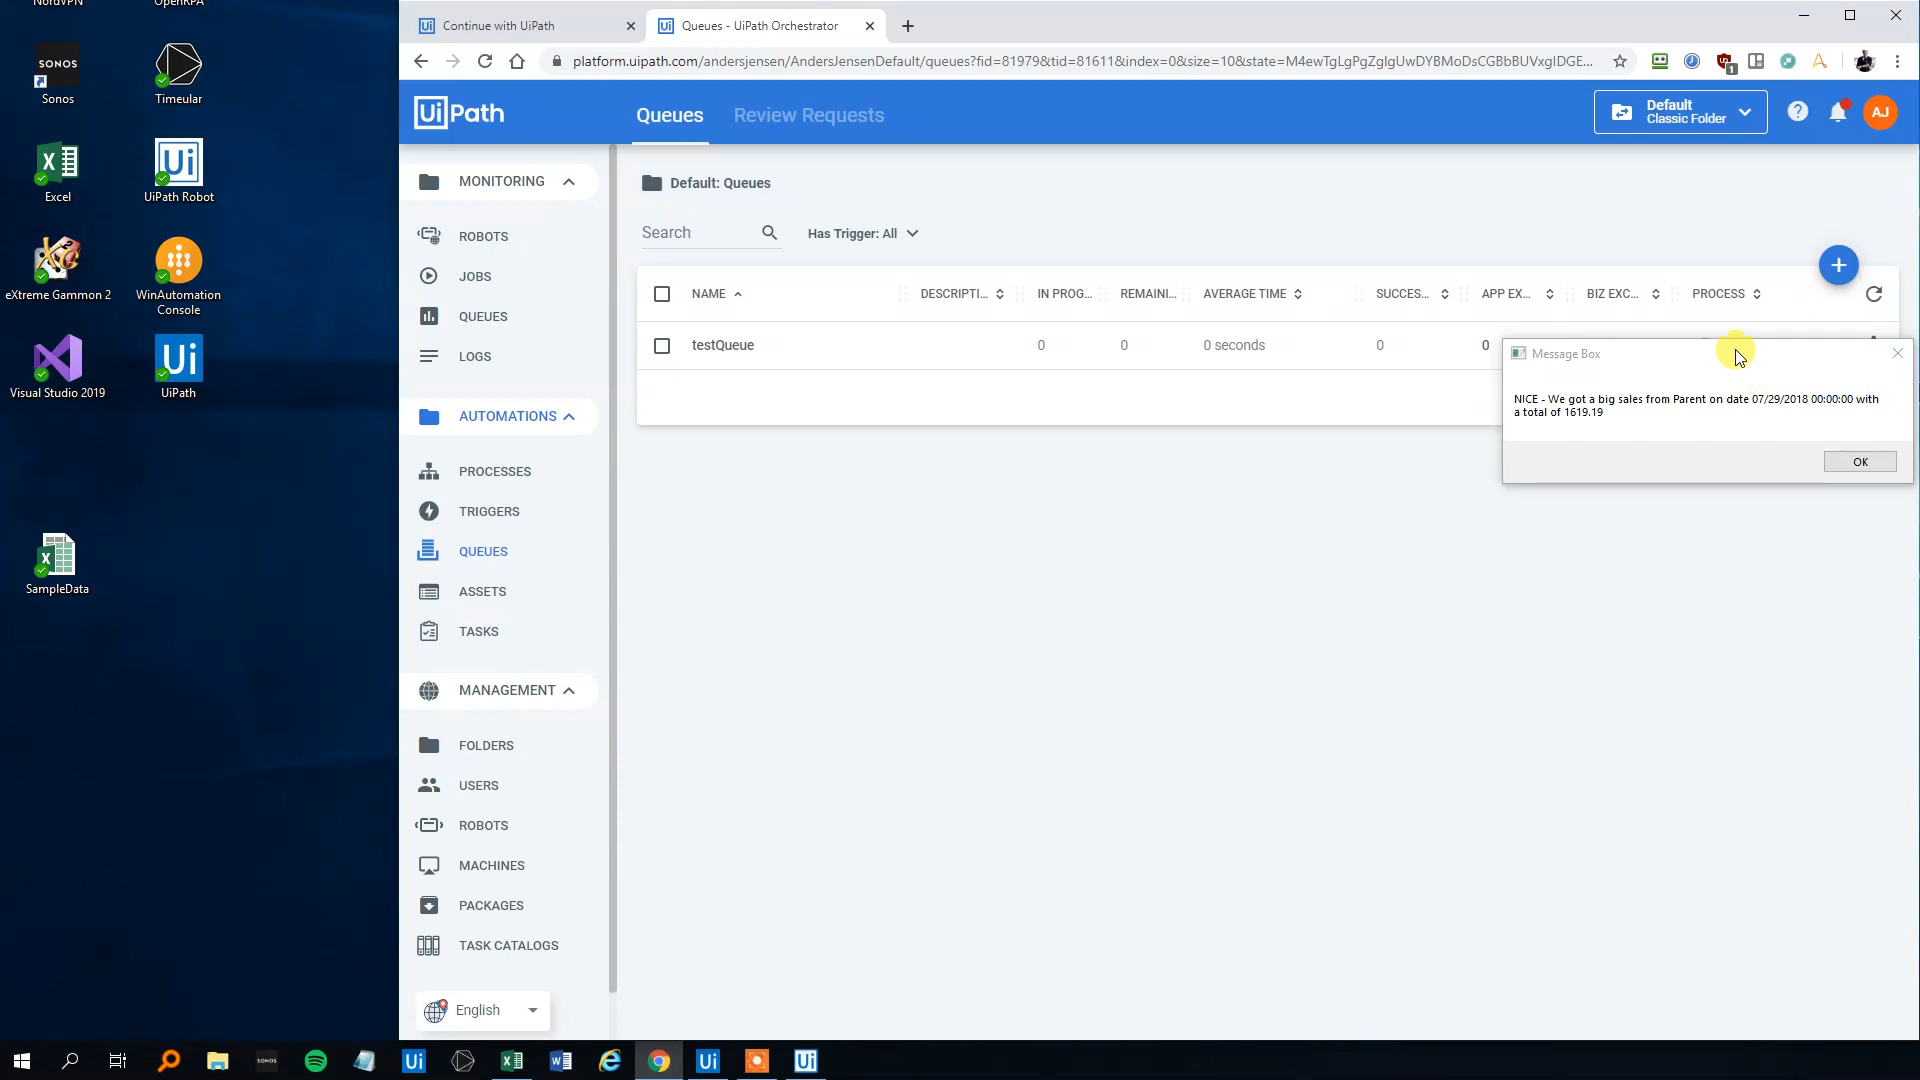 NordVPN
OpenRPA
SONOS
Sonos
Timeular
Excel
UiPath Robot
eXtreme Gammon 2
WinAutomation
Console
Visual Studio 2019
UiPath
SampleData
Continue with UiPath
Queues - UiPath Orchestrator
platform.uipath.com/andersjensen/AndersJensenDefault/queues?fid=81979&tid=81611&index=0&size=10&state=M4ewTgLgPgZglgUwDYBMoDsCGBbBUVxgIDGE...
UiPath
Queues
Review Requests
Default
Classic Folder
AJ
MONITORING
ROBOTS
JOBS
QUEUES
LOGS
AUTOMATIONS
PROCESSES
TRIGGERS
QUEUES
ASSETS
TASKS
MANAGEMENT
FOLDERS
USERS
ROBOTS
MACHINES
PACKAGES
TASK CATALOGS
English
Default: Queues
Search
Has Trigger: All
NAME DESCRIPTI... IN PROG... REMAINI... AVERAGE TIME SUCCES... APP EX... BIZ EXC... PROCESS
testQueue 0 0 0 seconds 0 0
Message Box
NICE - We got a big sales from Parent on date 07/29/2018 00:00:00 with
a total of 1619.19
OK